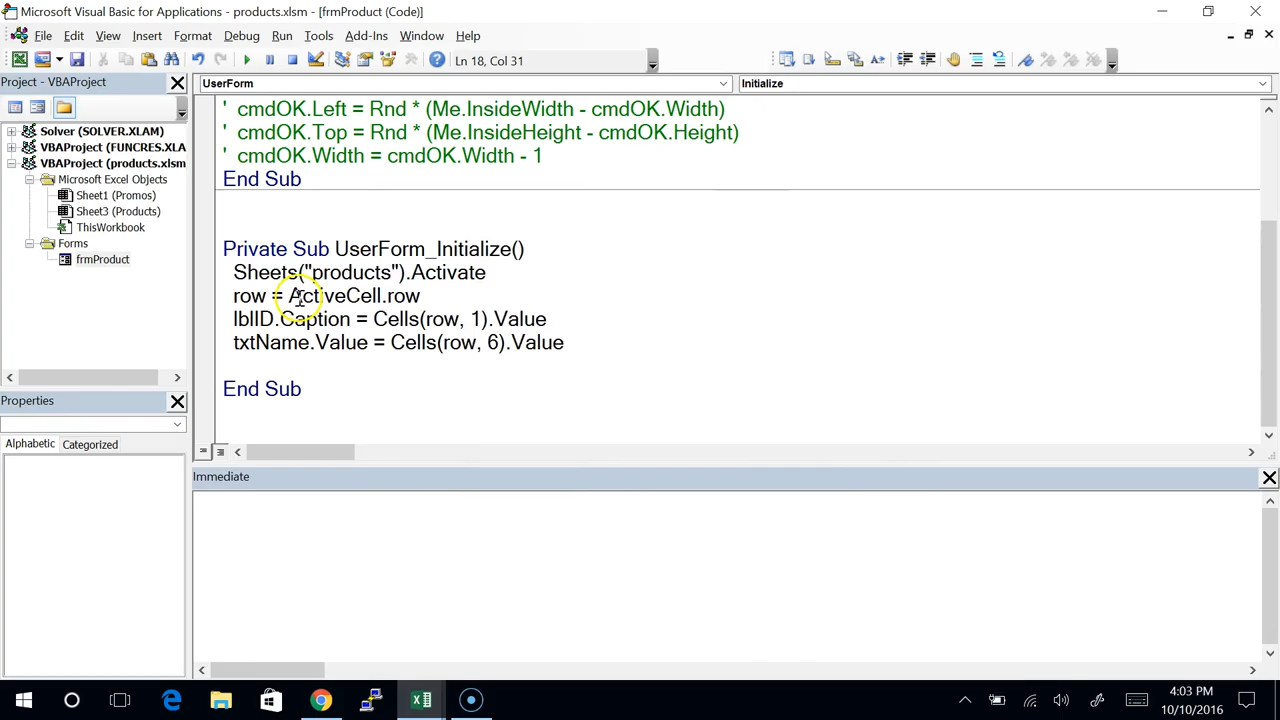 Microsoft Visual Basic for Applications - products.xlsm - [frmProduct (Code)]
File Edit View Insert Format Debug Run Tools Add-Ins Window Help
Ln 18, Col 31
Project - VBAProject
UserForm
Initialize
Solver (SOLVER.XLAM)
VBAProject (FUNCRES.XLA
VBAProject (products.xlsm
Microsoft Excel Objects
Sheet1 (Promos)
Sheet3 (Products)
ThisWorkbook
Forms
frmProduct
Properties
Alphabetic Categorized
' cmdOK.Left = Rnd * (Me.InsideWidth - cmdOK.Width)
' cmdOK.Top = Rnd * (Me.InsideHeight - cmdOK.Height)
' cmdOK.Width = cmdOK.Width - 1
End Sub
Private Sub UserForm_Initialize()
Sheets("products").Activate
row = ActiveCell.row
lblID.Caption = Cells(row, 1).Value
txtName.Value = Cells(row, 6).Value
End Sub
Immediate
4:03 PM
10/10/2016